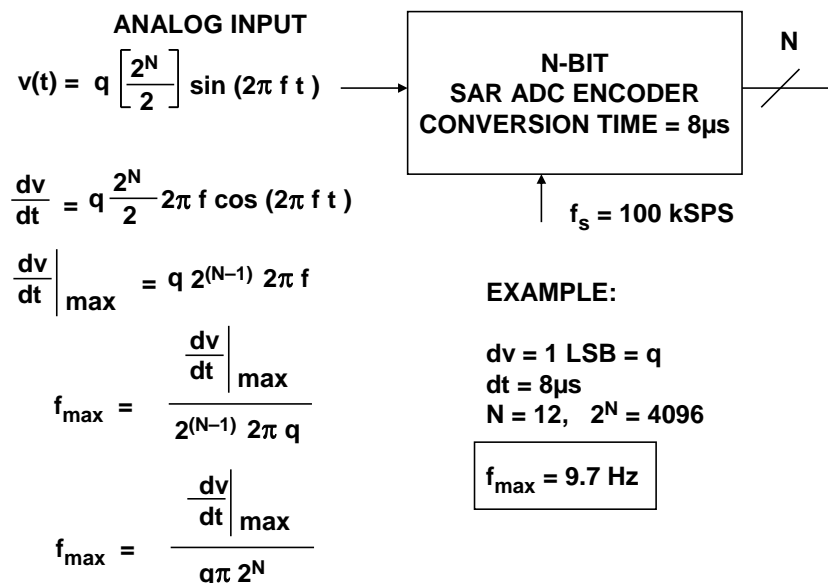 ANALOG INPUT
v(t) = q [2^N / 2] sin (2π f t )
N-BIT
SAR ADC ENCODER
CONVERSION TIME = 8µs
N
dv/dt = q 2^N/2 2π f cos (2π f t )
f_s = 100 kSPS
dv/dt |max = q 2^(N–1) 2π f
f_max = dv/dt |max / 2^(N–1) 2π q
f_max = dv/dt |max / qπ 2^N
EXAMPLE:
dv = 1 LSB = q
dt = 8µs
N = 12, 2^N = 4096
f_max = 9.7 Hz